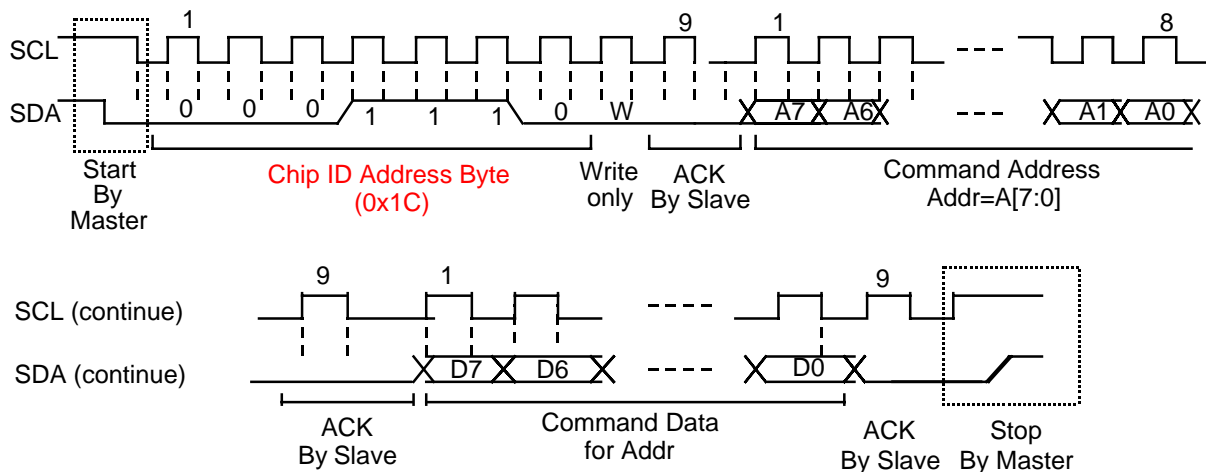 1 9 1 8
SCL
SDA 0 0 0 1 1 1 0 W A7 A6 A1 A0
Start By Master
Chip ID Address Byte (0x1C)
Write only
ACK By Slave
Command Address Addr=A[7:0]
9 1 9
SCL (continue)
SDA (continue) D7 D6 D0
ACK By Slave
Command Data for Addr
ACK By Slave
Stop By Master